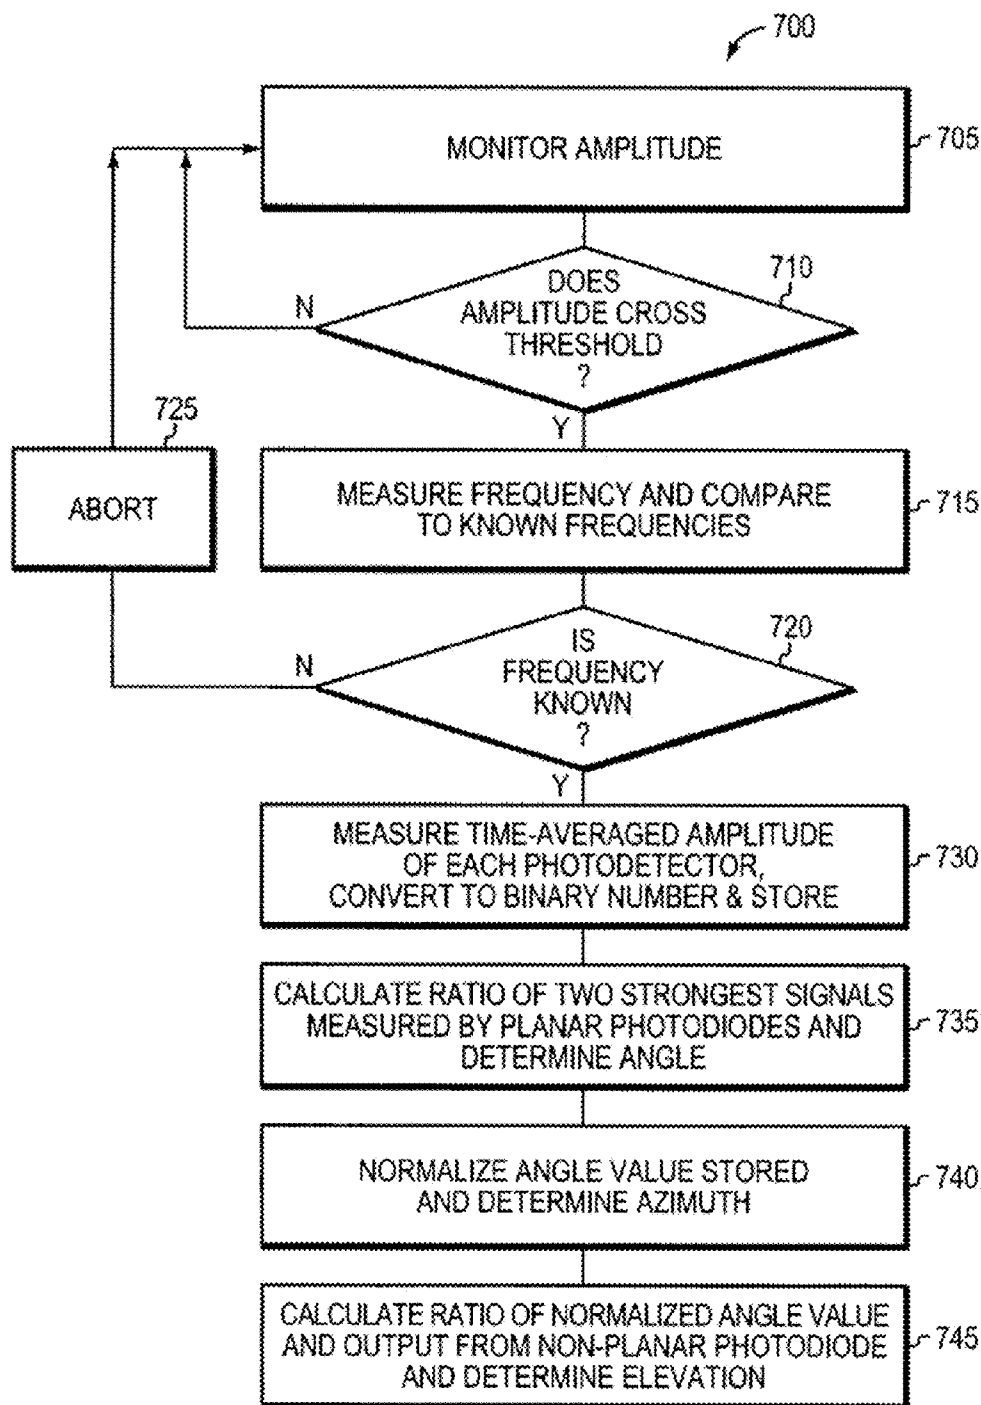 700
MONITOR AMPLITUDE
705
DOES
AMPLITUDE CROSS
THRESHOLD
?
710
N
Y
725
ABORT
MEASURE FREQUENCY AND COMPARE
TO KNOWN FREQUENCIES
715
IS
FREQUENCY
KNOWN
?
720
N
Y
MEASURE TIME-AVERAGED AMPLITUDE
OF EACH PHOTODETECTOR,
CONVERT TO BINARY NUMBER & STORE
730
CALCULATE RATIO OF TWO STRONGEST SIGNALS
MEASURED BY PLANAR PHOTODIODES AND
DETERMINE ANGLE
735
NORMALIZE ANGLE VALUE STORED
AND DETERMINE AZIMUTH
740
CALCULATE RATIO OF NORMALIZED ANGLE VALUE
AND OUTPUT FROM NON-PLANAR PHOTODIODE
AND DETERMINE ELEVATION
745